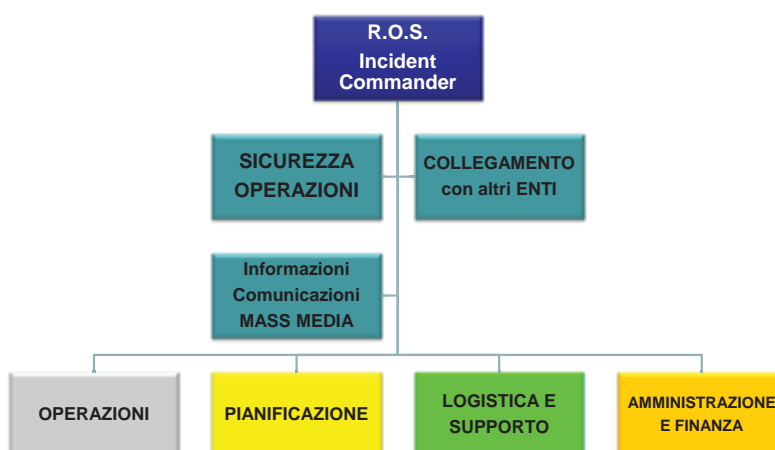 R.O.S.
Incident
Commander
SICUREZZA
OPERAZIONI
COLLEGAMENTO
con altri ENTI
Informazioni
Comunicazioni
MASS MEDIA
OPERAZIONI
PIANIFICAZIONE
LOGISTICA E
SUPPORTO
AMMINISTRAZIONE
E FINANZA